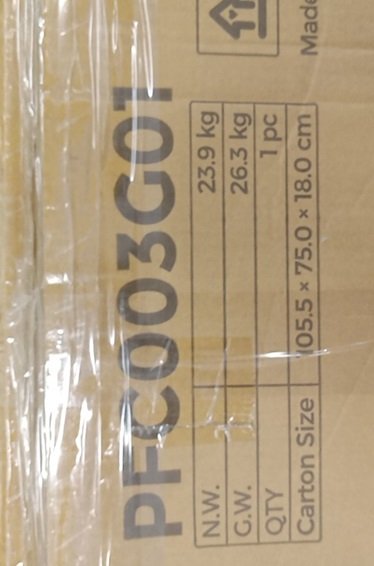 PFC003G01
N.W. 23.9 kg
G.W. 26.3 kg
QTY 1 pc
Carton Size 105.5 × 75.0 × 18.0 cm
Made